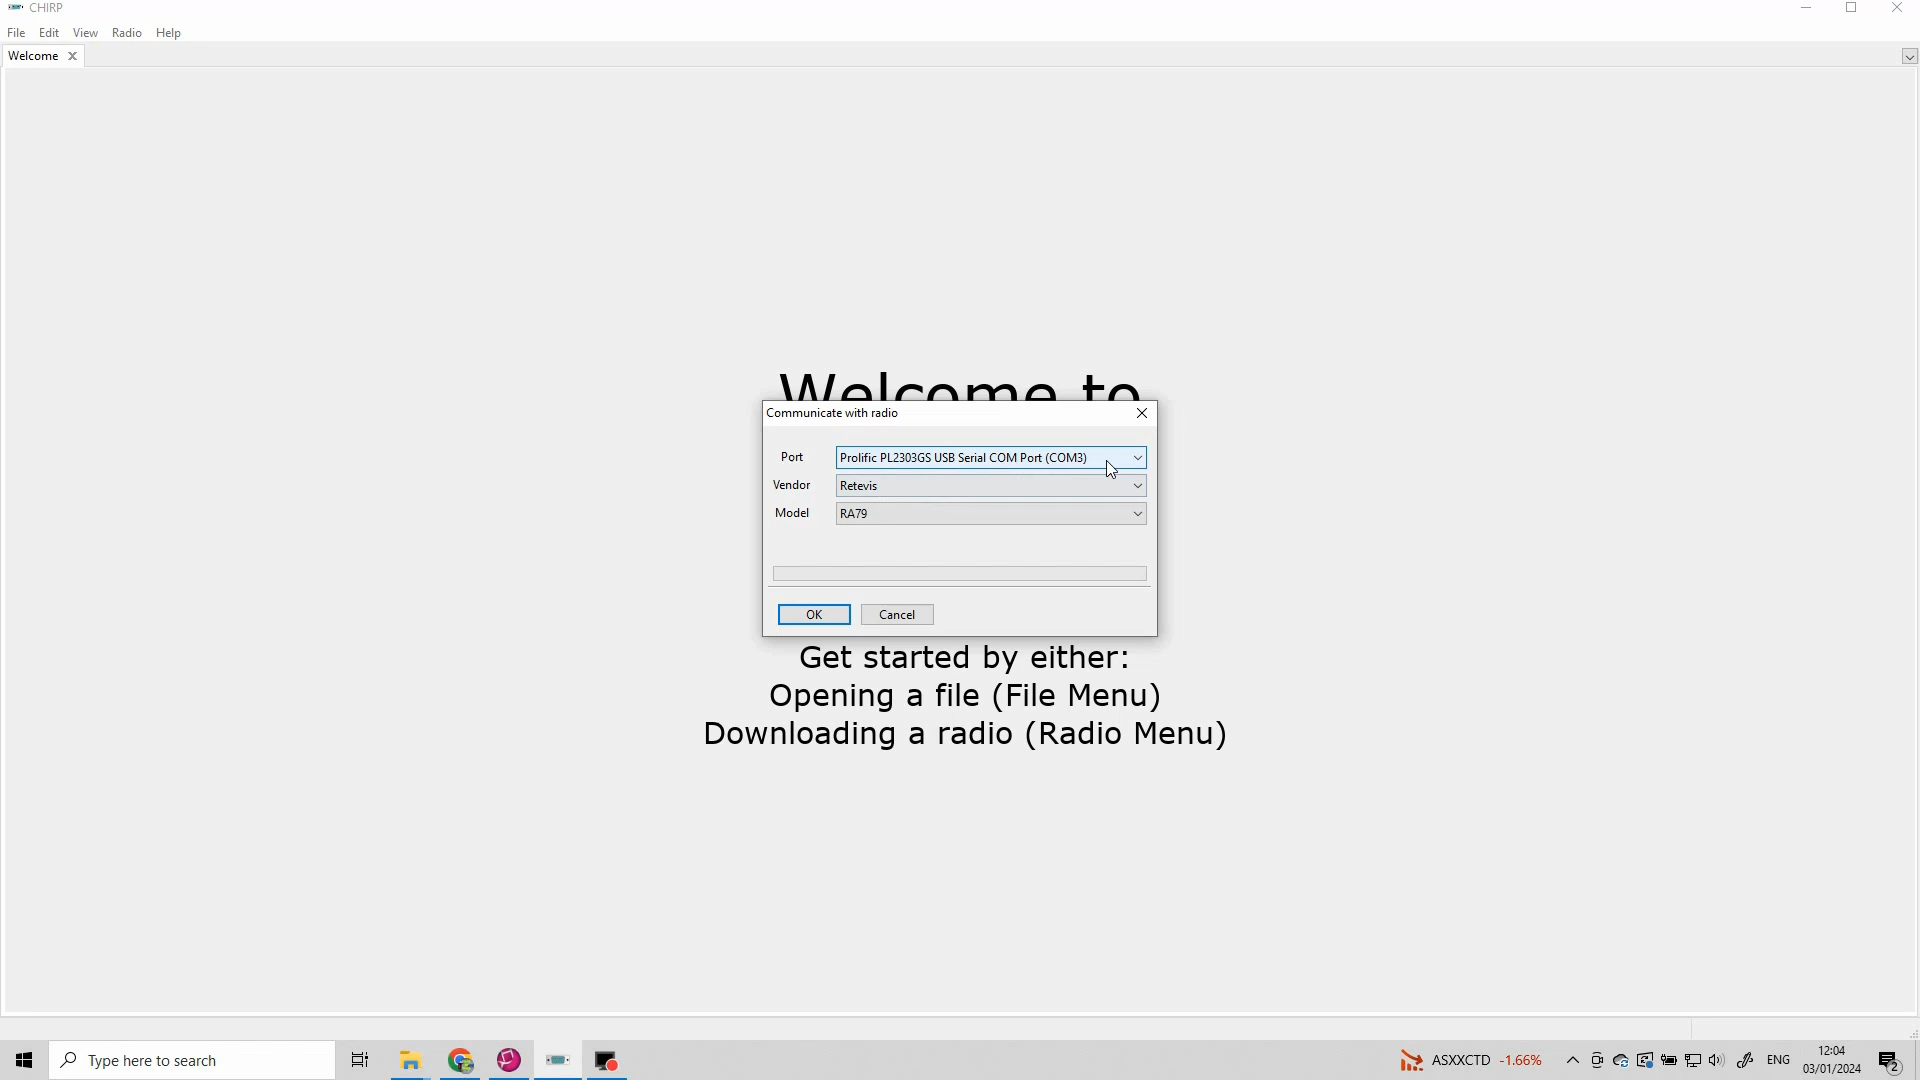 CHIRP
File Edit View Radio Help
Welcome
Welcome to
Communicate with radio
Port Prolific PL2303GS USB Serial COM Port (COM3)
Vendor Retevis
Model RA79
OK Cancel
Get started by either:
Opening a file (File Menu)
Downloading a radio (Radio Menu)
Type here to search
ASXXCTD -1.66%
ENG
12:04
03/01/2024
2